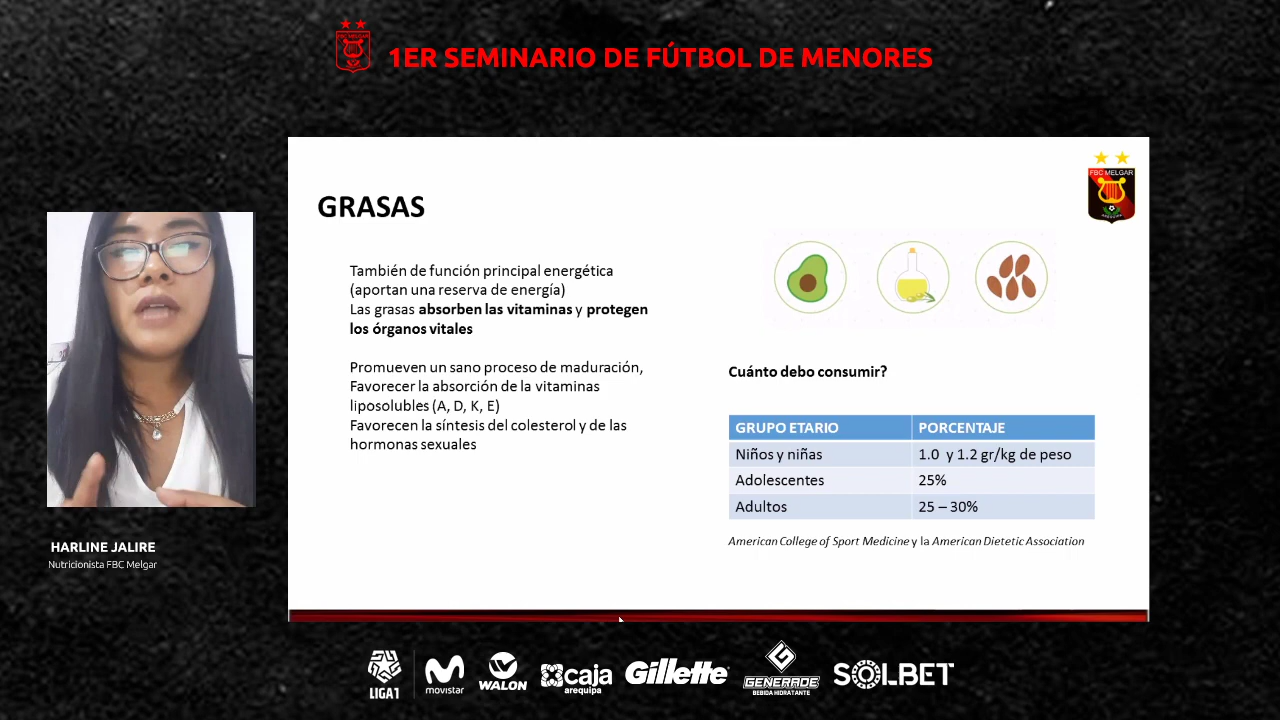 FBC MELGAR
1ER SEMINARIO DE FÚTBOL DE MENORES
FBC MELGAR
GRASAS
También de función principal energética
(aportan una reserva de energía)
Las grasas absorben las vitaminas y protegen
los órganos vitales
Promueven un sano proceso de maduración,
Favorecer la absorción de la vitaminas
liposolubles (A, D, K, E)
Favorecen la síntesis del colesterol y de las
hormonas sexuales
Cuánto debo consumir?
GRUPO ETARIO PORCENTAJE
Niños y niñas 1.0 y 1.2 gr/kg de peso
Adolescentes 25%
Adultos 25 – 30%
American College of Sport Medicine y la American Dietetic Association
HARLINE JALIRE
Nutricionista FBC Melgar
LIGA1
movistar
WALON
caja
arequipa
Gillette
GENERADE
BEBIDA HIDRATANTE
SOLBET